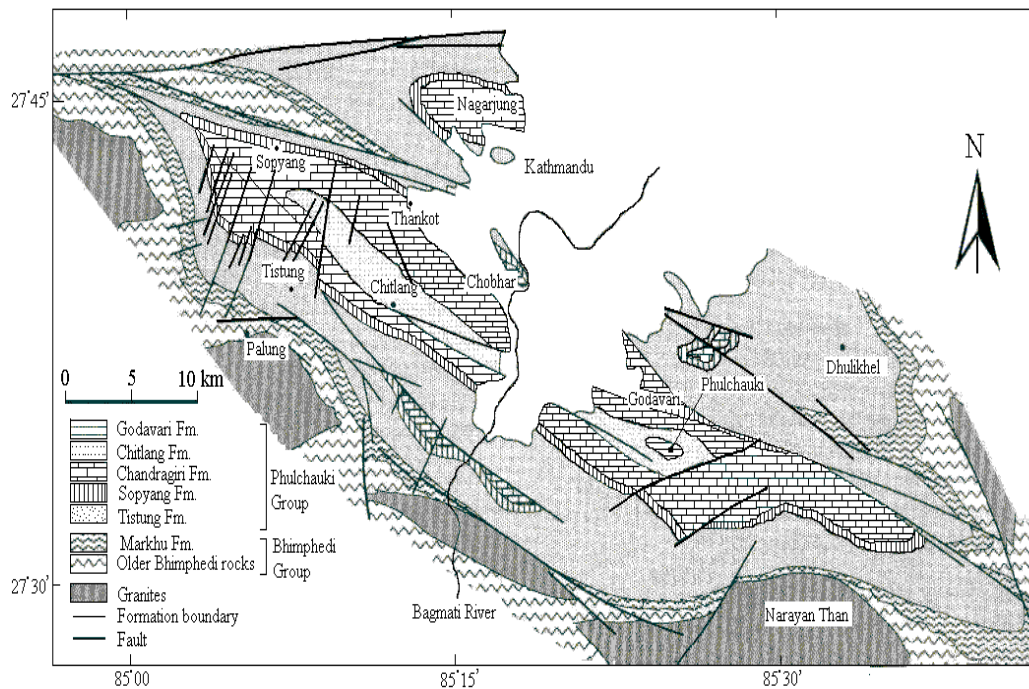 27°45'
27°30'
85°00'
85°15'
85°30'
N
Nagarjung
Kathmandu
Sopyang
Thankot
Tistung
Chitlang
Chobhar
Palung
Dhulikhel
Phulchauki
Godavari
Bagmati River
Narayan Than
0 5 10 km
Godavari Fm.
Chitlang Fm.
Chandragiri Fm.
Sopyang Fm.
Tistung Fm.
Phulchauki
Group
Markhu Fm.
Older Bhimphedi rocks
Bhimphedi
Group
Granites
Formation boundary
Fault